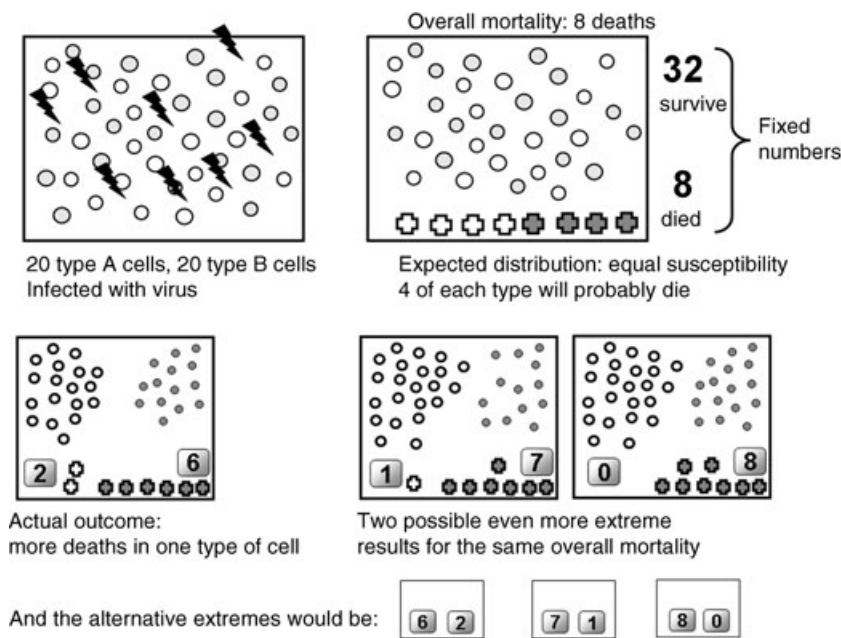 Overall mortality: 8 deaths
32
survive
Fixed
numbers
8
died
20 type A cells, 20 type B cells
Infected with virus
Expected distribution: equal susceptibility
4 of each type will probably die
2 6
1 7
0 8
Actual outcome:
more deaths in one type of cell
Two possible even more extreme
results for the same overall mortality
And the alternative extremes would be: 6 2 7 1 8 0